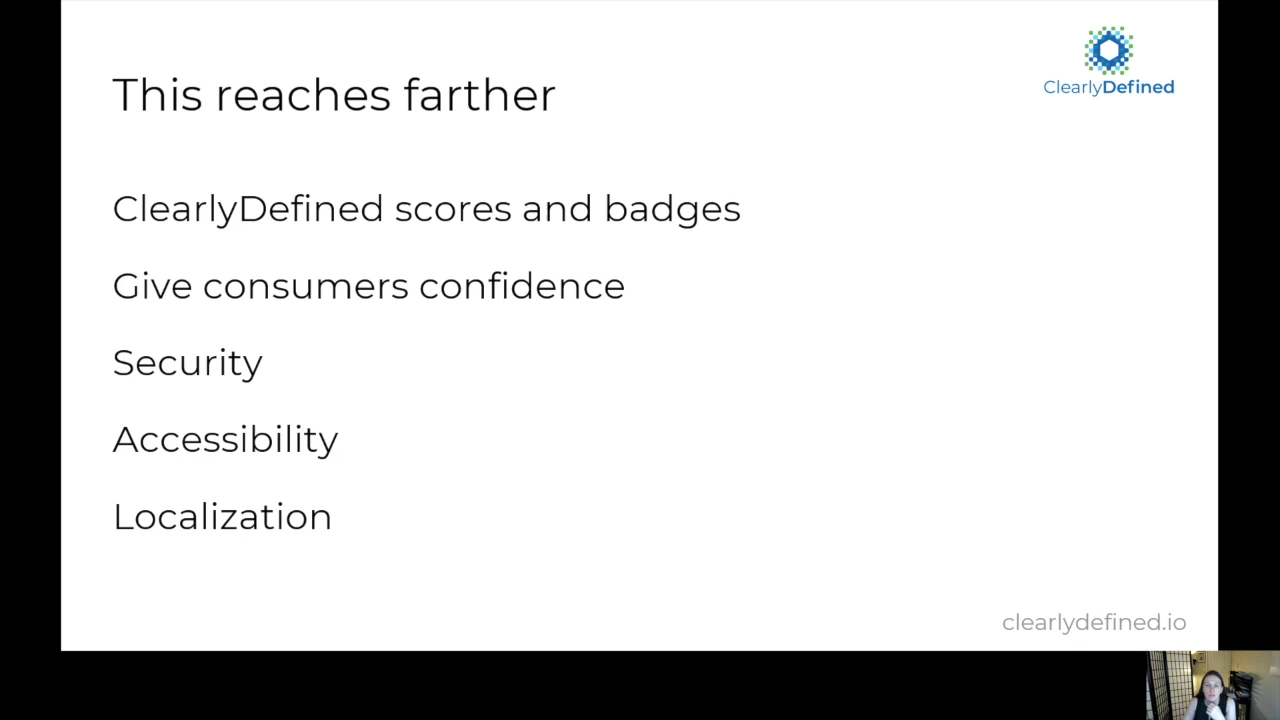 This reaches farther
ClearlyDefined
ClearlyDefined scores and badges
Give consumers confidence
Security
Accessibility
Localization
clearlydefined.io